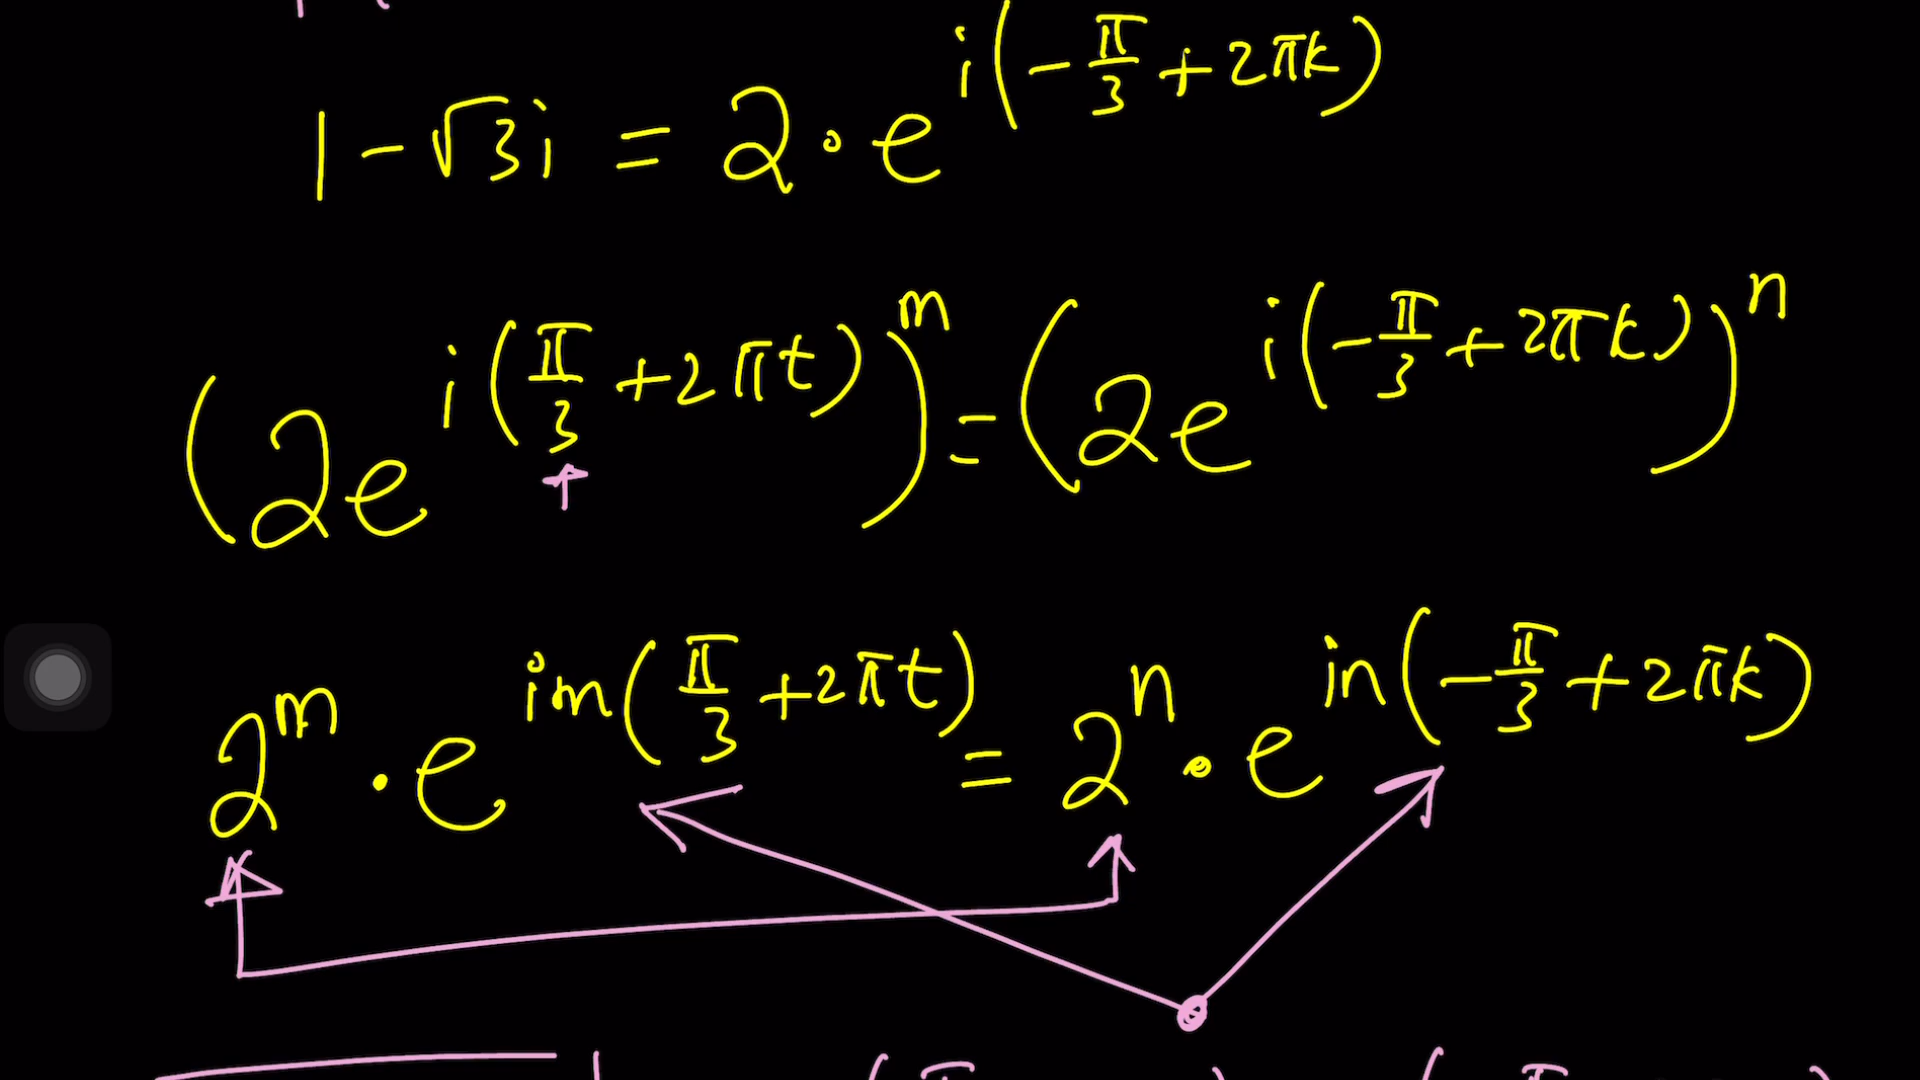 1 - √3i = 2 · e^{i(-π/3 + 2πk)}
(2e^{i(π/3 + 2πt)})^m = (2e^{i(-π/3 + 2πk)})^n
2^m · e^{im(π/3 + 2πt)} = 2^n · e^{in(-π/3 + 2πk)}